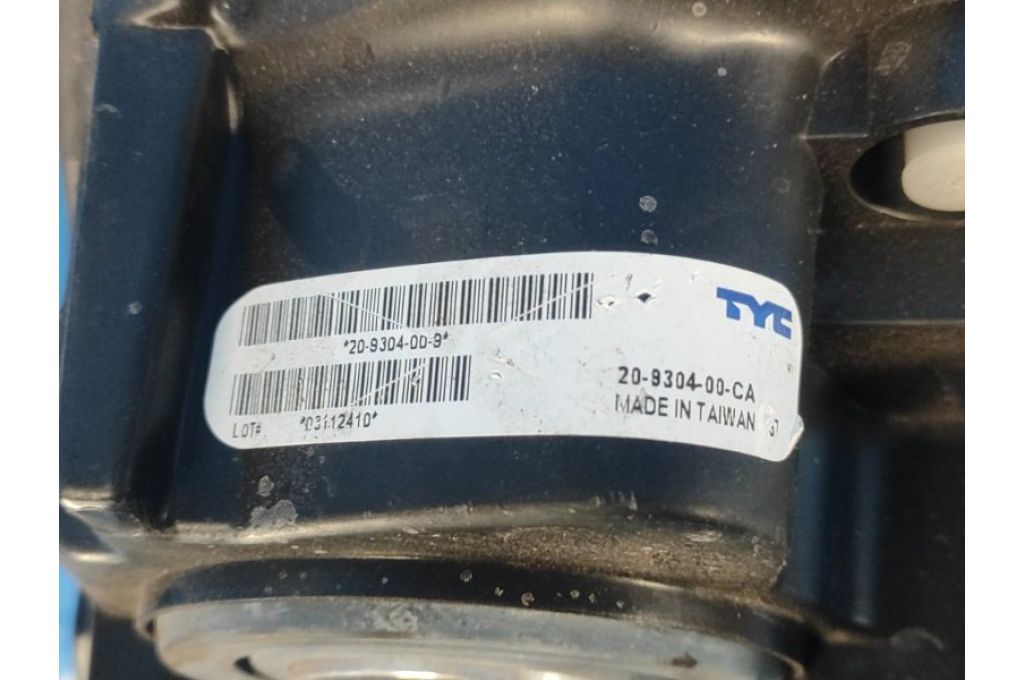 TYC
*20-9304-00-9*
20-9304-00-CA
MADE IN TAIWAN
LOT# *03112410*